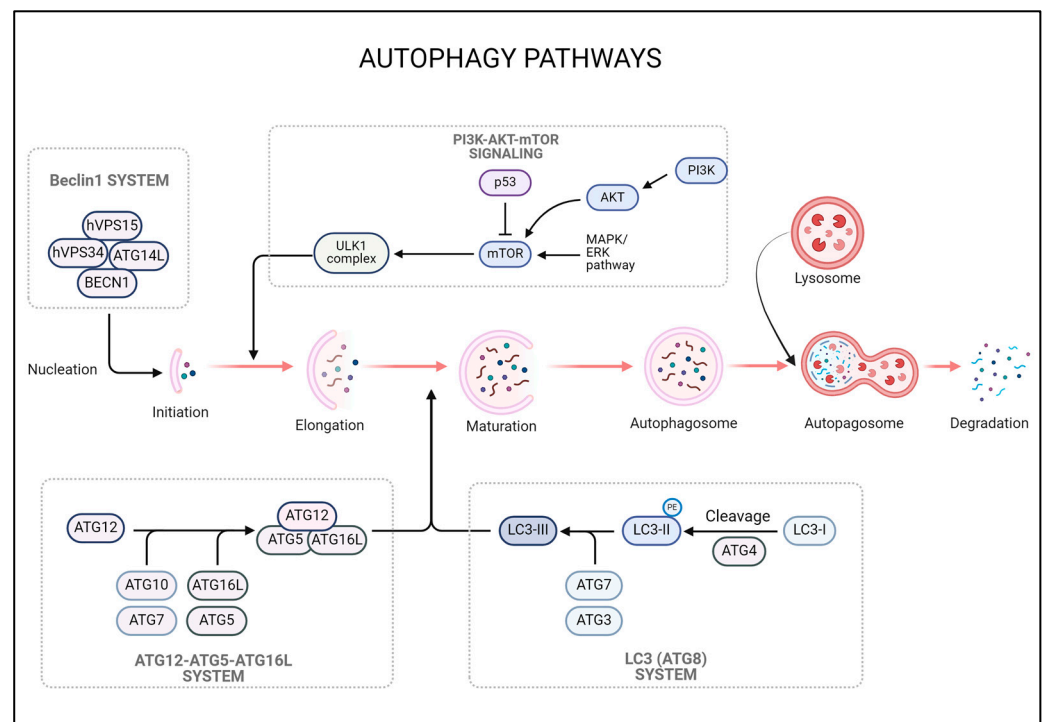 AUTOPHAGY PATHWAYS
Beclin1 SYSTEM
hVPS15
hVPS34
ATG14L
BECN1
PI3K-AKT-mTOR
SIGNALING
p53
PI3K
AKT
ULK1
complex
mTOR
MAPK/
ERK
pathway
Lysosome
Nucleation
Initiation
Elongation
Maturation
Autophagosome
Autopagosome
Degradation
ATG12
ATG12
ATG5
ATG16L
ATG10
ATG7
ATG16L
ATG5
ATG12-ATG5-ATG16L
SYSTEM
LC3-III
PE
LC3-II
Cleavage
ATG4
LC3-I
ATG7
ATG3
LC3 (ATG8)
SYSTEM